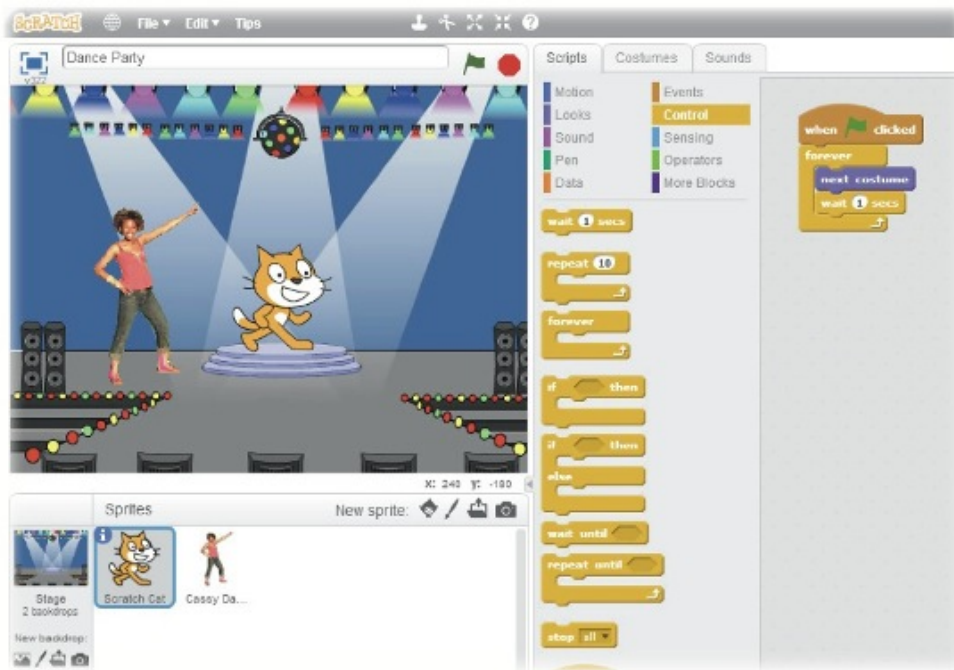 SCRATCH File Edit Tips
Dance Party
v322
Scripts Costumes Sounds
Motion Events
Looks Control
Sound Sensing
Pen Operators
Data More Blocks
wait 1 secs
repeat 10
forever
if then
if then
else
wait until
repeat until
stop all
when clicked
forever
next costume
wait 1 secs
X: 240 y: -180
Sprites New sprite:
Stage
2 backdrops
New backdrop:
Scratch Cat
Cassy Da...